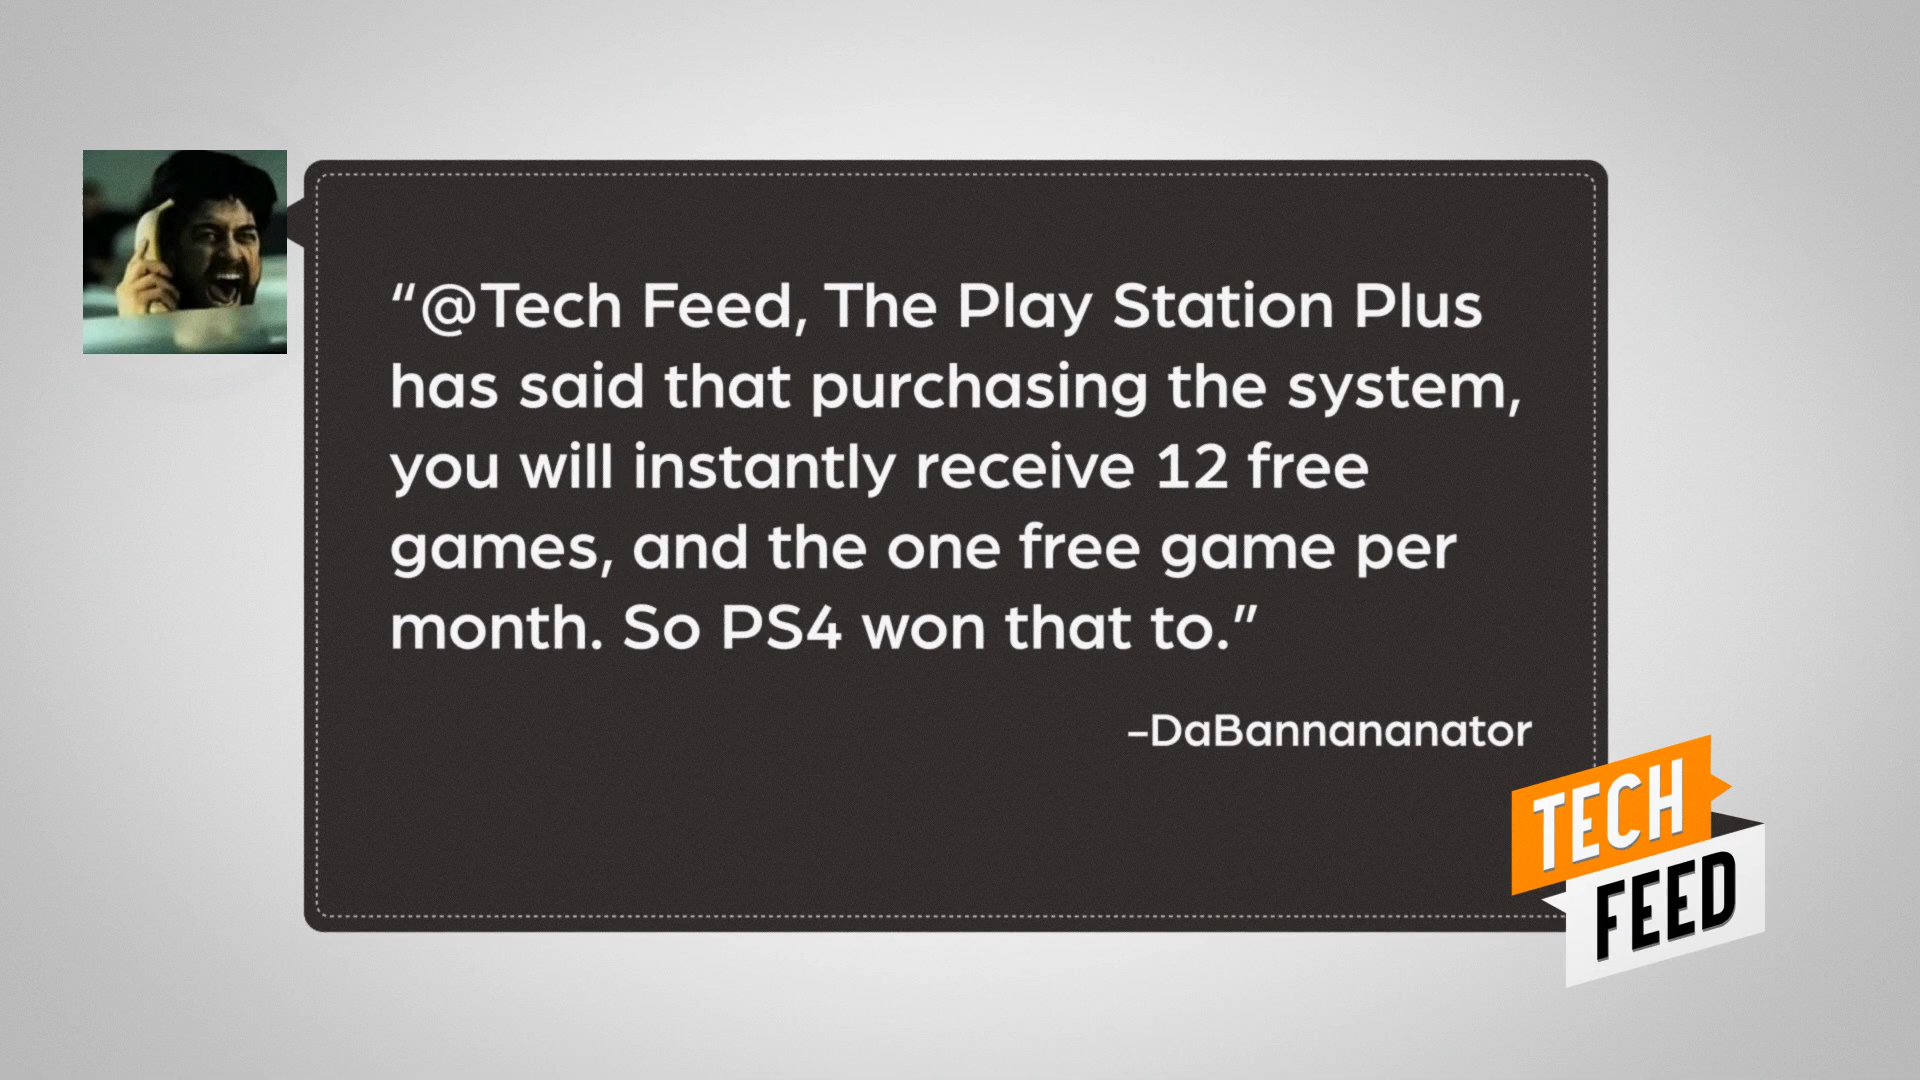 “@Tech Feed, The Play Station Plus
has said that purchasing the system,
you will instantly receive 12 free
games, and the one free game per
month. So PS4 won that to.”
–DaBannananator
TECH
FEED